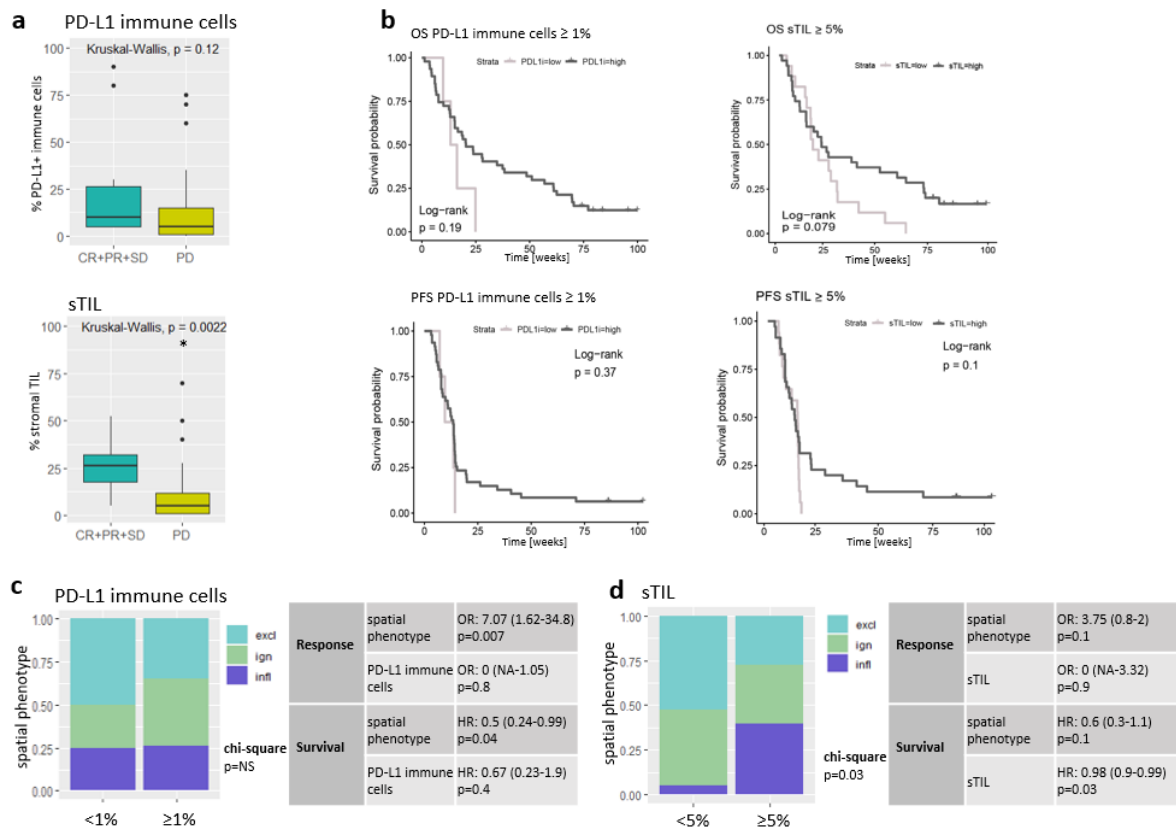 a
PD-L1 immune cells
Kruskal-Wallis, p = 0.12
% PD-L1+ immune cells
100
75
50
25
0
CR+PR+SD PD
sTIL
Kruskal-Wallis, p = 0.0022
*
% stromal TIL
100
75
50
25
0
CR+PR+SD PD
b
OS PD-L1 immune cells ≥ 1%
Strata PDL1i=low PDL1i=high
Survival probability
1.00
0.75
0.50
0.25
0.00
Log-rank
p = 0.19
0 25 50 75 100
Time [weeks]
OS sTIL ≥ 5%
Strata sTIL=low sTIL=high
Survival probability
1.00
0.75
0.50
0.25
0.00
Log-rank
p = 0.079
0 25 50 75 100
Time [weeks]
PFS PD-L1 immune cells ≥ 1%
Strata PDL1i=low PDL1i=high
Log-rank
p = 0.37
Survival probability
1.00
0.75
0.50
0.25
0.00
0 25 50 75 100
Time [weeks]
PFS sTIL ≥ 5%
Strata sTIL=low sTIL=high
Log-rank
p = 0.1
Survival probability
1.00
0.75
0.50
0.25
0.00
0 25 50 75 100
Time [weeks]
c
PD-L1 immune cells
spatial phenotype
1.00
0.75
0.50
0.25
0.00
<1% ≥1%
excl
ign
infl
chi-square
p=NS
Response
spatial
phenotype
OR: 7.07 (1.62-34.8)
p=0.007
PD-L1 immune
cells
OR: 0 (NA-1.05)
p=0.8
Survival
spatial
phenotype
HR: 0.5 (0.24-0.99)
p=0.04
PD-L1 immune
cells
HR: 0.67 (0.23-1.9)
p=0.4
d
sTIL
spatial phenotype
1.00
0.75
0.50
0.25
0.00
<5% ≥5%
excl
ign
infl
chi-square
p=0.03
Response
spatial
phenotype
OR: 3.75 (0.8-2)
p=0.1
sTIL
OR: 0 (NA-3.32)
p=0.9
Survival
spatial
phenotype
HR: 0.6 (0.3-1.1)
p=0.1
sTIL
HR: 0.98 (0.9-0.99)
p=0.03